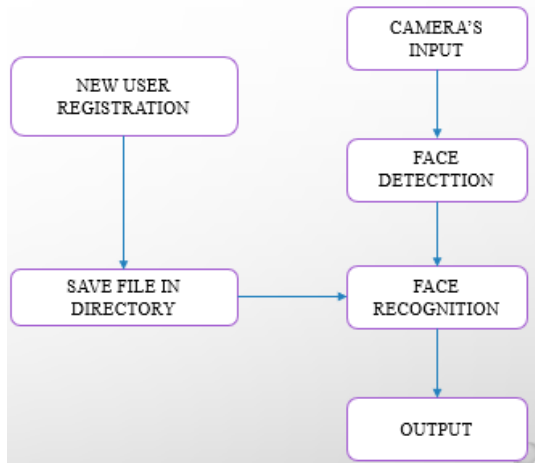 CAMERA’S
INPUT
NEW USER
REGISTRATION
FACE
DETECTTION
SAVE FILE IN
DIRECTORY
FACE
RECOGNITION
OUTPUT